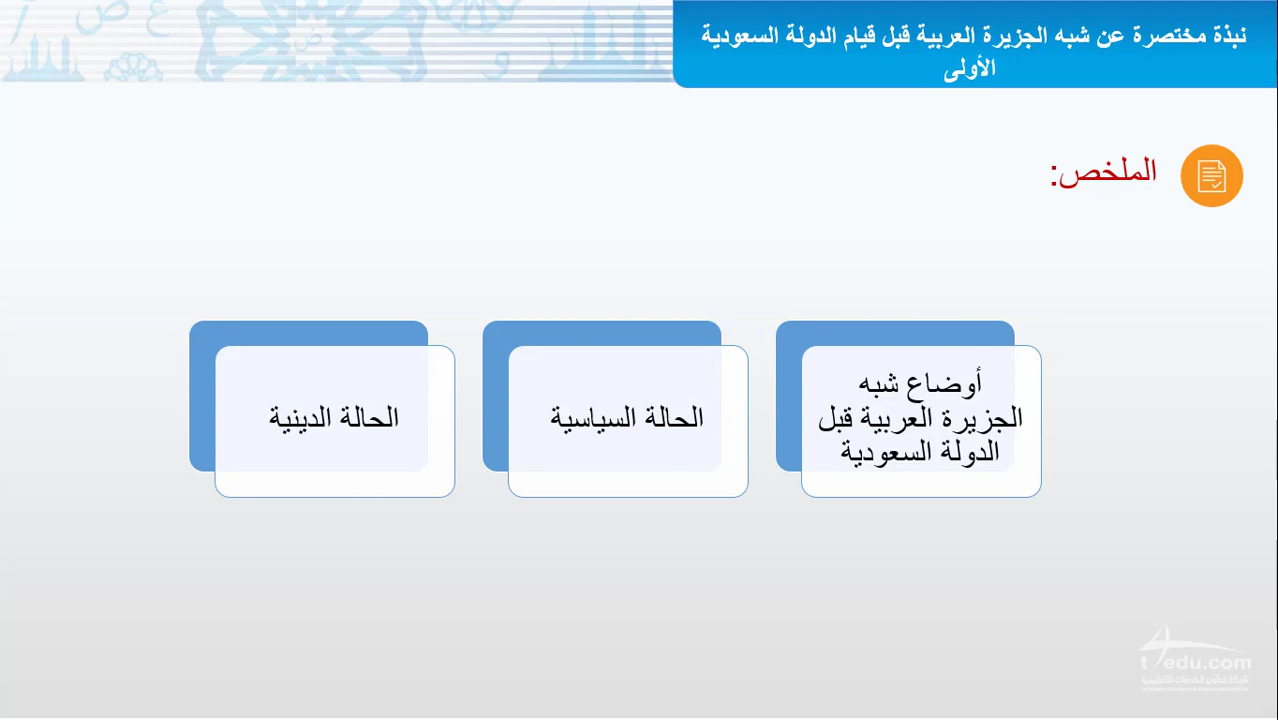 نبذة مختصرة عن شبه الجزيرة العربية قبل قيام الدولة السعودية
الأولى
الملخص:
أوضاع شبه
الجزيرة العربية قبل
الدولة السعودية
الحالة السياسية
الحالة الدينية
t4edu.com
شركة تطوير للخدمات التعليمية